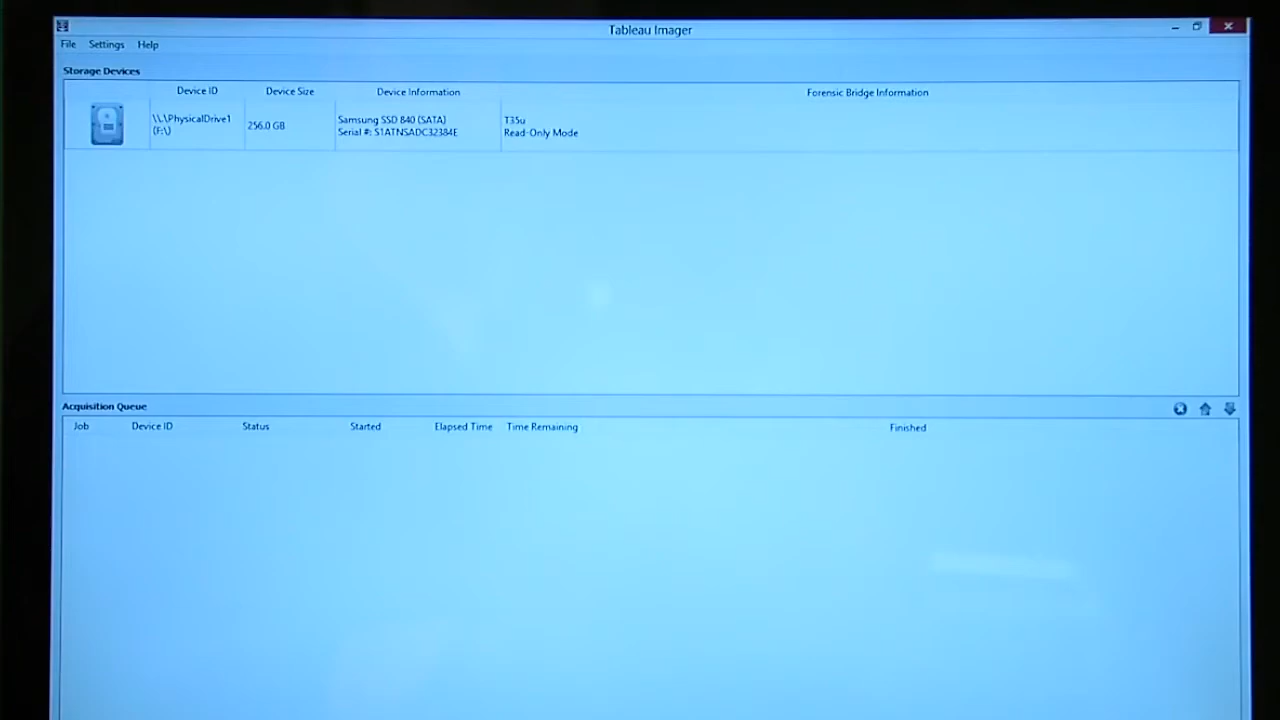 Tableau Imager
File Settings Help
Storage Devices
Device ID Device Size Device Information Forensic Bridge Information
\\.\PhysicalDrive1 256.0 GB Samsung SSD 840 (SATA) T35u
(F:\) Serial #: S1ATNSADC32384E Read-Only Mode
Acquisition Queue
Job Device ID Status Started Elapsed Time Time Remaining Finished